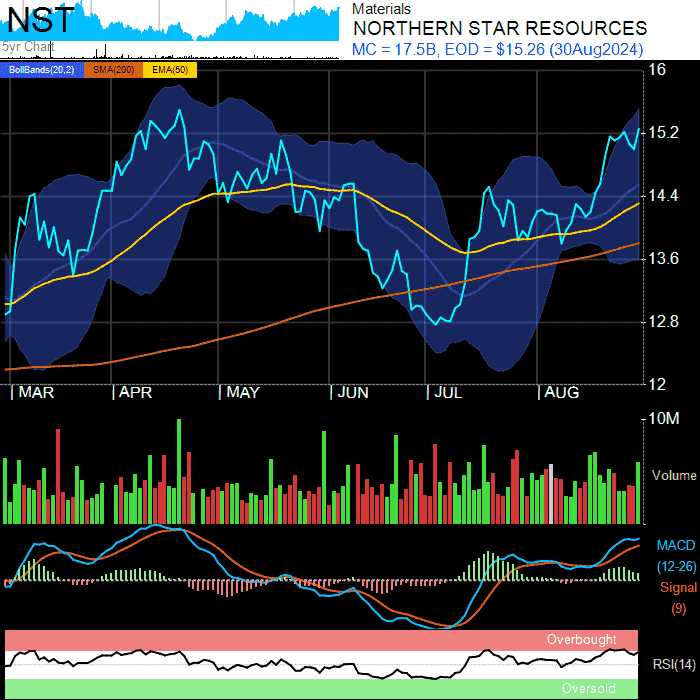 NST
5yr Chart
Materials
NORTHERN STAR RESOURCES
MC = 17.5B, EOD = $15.26 (30Aug2024)
BollBands(20,2) SMA(200) EMA(50)
16
15.2
14.4
13.6
12.8
12
MAR APR MAY JUN JUL AUG
10M
Volume
MACD
(12-26)
Signal
(9)
Overbought
RSI(14)
Oversold